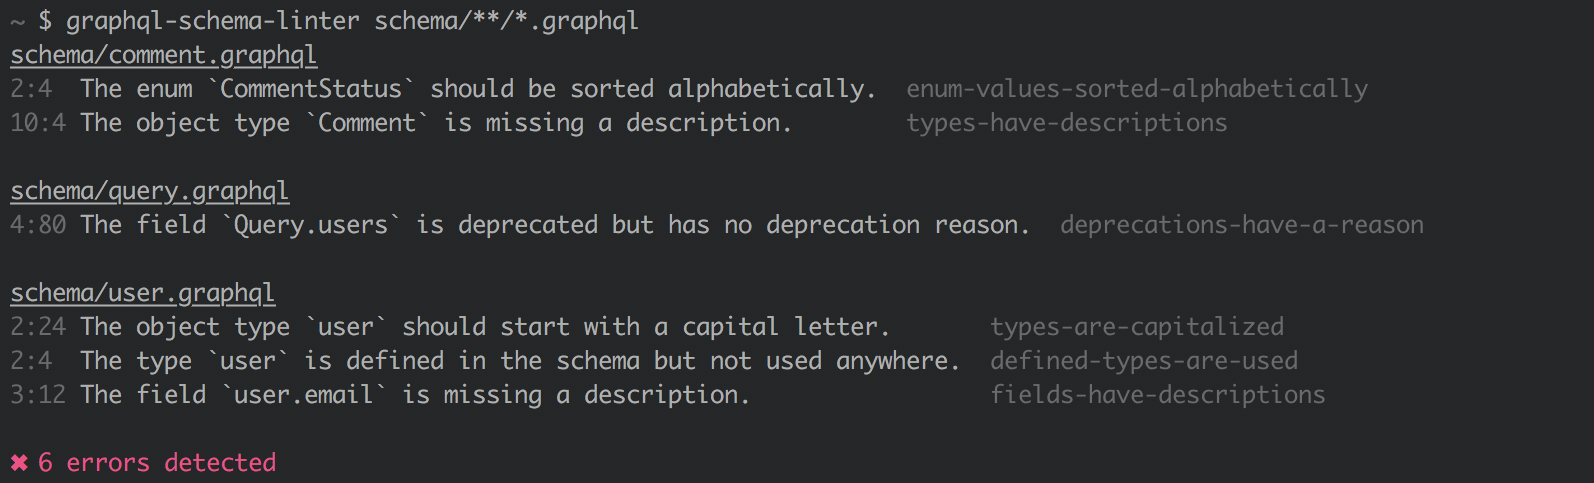 ~ $ graphql-schema-linter schema/**/*.graphql
schema/comment.graphql
2:4 The enum `CommentStatus` should be sorted alphabetically. enum-values-sorted-alphabetically
10:4 The object type `Comment` is missing a description. types-have-descriptions
schema/query.graphql
4:80 The field `Query.users` is deprecated but has no deprecation reason. deprecations-have-a-reason
schema/user.graphql
2:24 The object type `user` should start with a capital letter. types-are-capitalized
2:4 The type `user` is defined in the schema but not used anywhere. defined-types-are-used
3:12 The field `user.email` is missing a description. fields-have-descriptions
✖ 6 errors detected